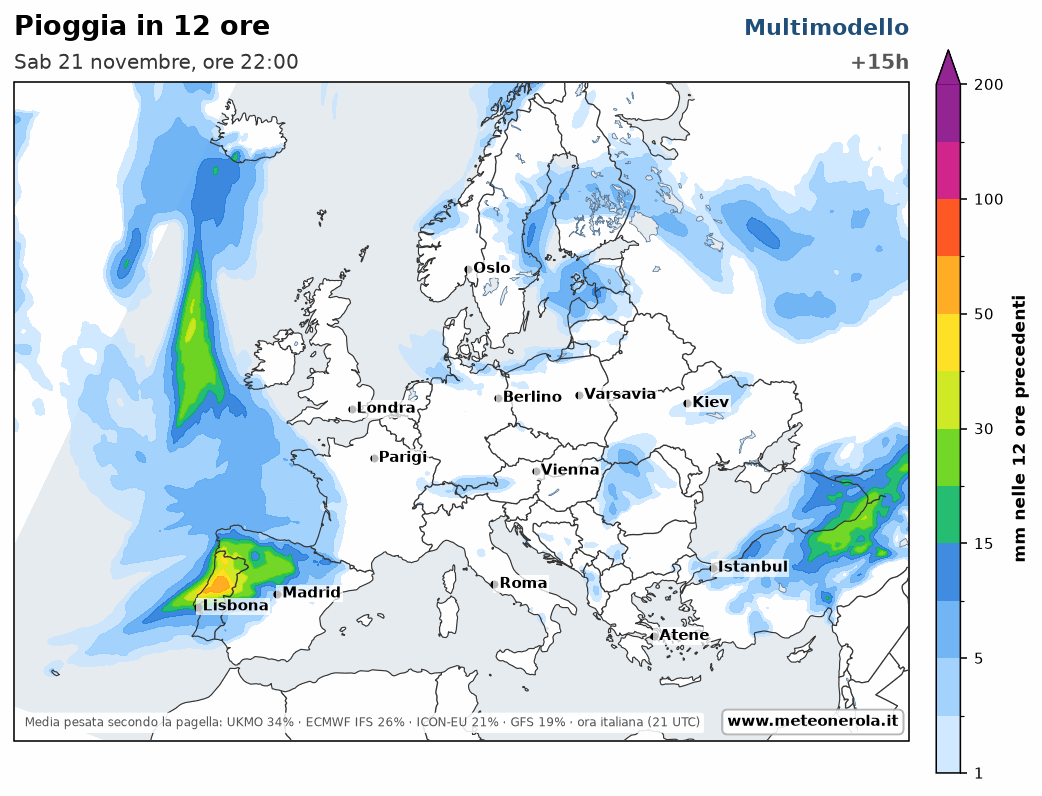 Pioggia in 12 ore
Multimodello
Sab 21 novembre, ore 22:00
+15h
200
100
50
30
15
5
1
mm nelle 12 ore precedenti
Oslo
Berlino
Varsavia
Kiev
Londra
Parigi
Vienna
Istanbul
Roma
Madrid
Lisbona
Atene
Media pesata secondo la pagella: UKMO 34% · ECMWF IFS 26% · ICON-EU 21% · GFS 19% · ora italiana (21 UTC)
www.meteonerola.it